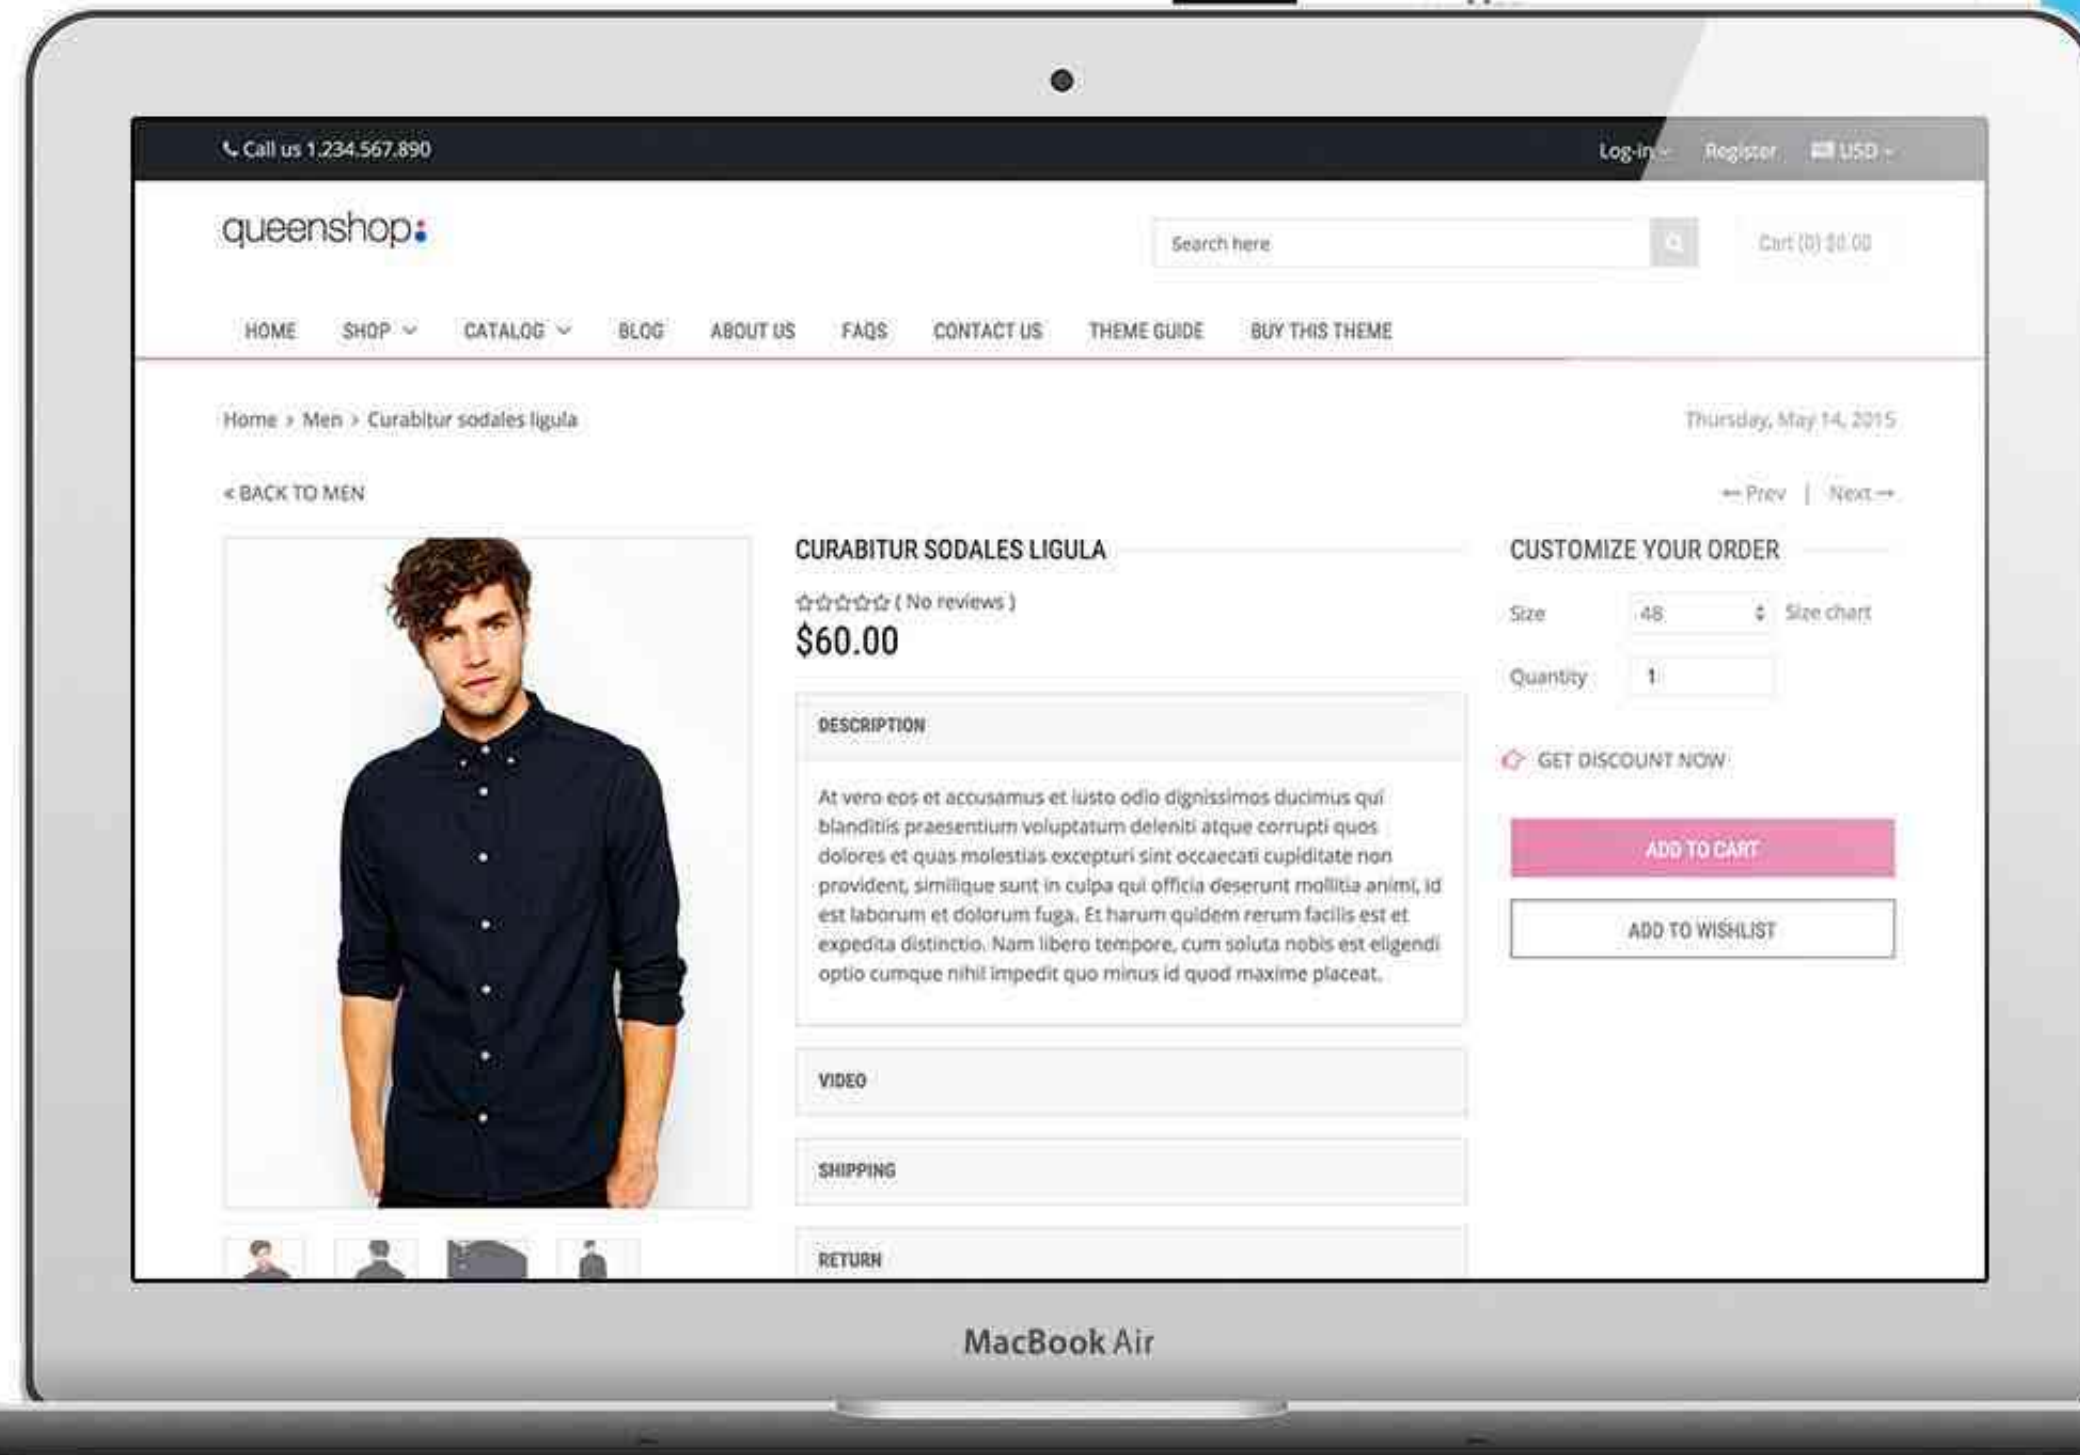 Call us 1.234.567.890
Log-in
Register
USD
queenshop:
Search here
Cart (0) $0.00
HOME SHOP CATALOG BLOG ABOUT US FAQS CONTACT US THEME GUIDE BUY THIS THEME
Home > Men > Curabitur sodales ligula
Thursday, May 14, 2015
< BACK TO MEN
← Prev | Next →
CURABITUR SODALES LIGULA
( No reviews )
$60.00
DESCRIPTION
At vero eos et accusamus et iusto odio dignissimos ducimus qui
blanditiis praesentium voluptatum deleniti atque corrupti quos
dolores et quas molestias excepturi sint occaecati cupiditate non
provident, similique sunt in culpa qui officia deserunt mollitia animi, id
est laborum et dolorum fuga. Et harum quidem rerum facilis est et
expedita distinctio. Nam libero tempore, cum soluta nobis est eligendi
optio cumque nihil impedit quo minus id quod maxime placeat.
VIDEO
SHIPPING
RETURN
CUSTOMIZE YOUR ORDER
Size 48 Size chart
Quantity 1
GET DISCOUNT NOW
ADD TO CART
ADD TO WISHLIST
MacBook Air